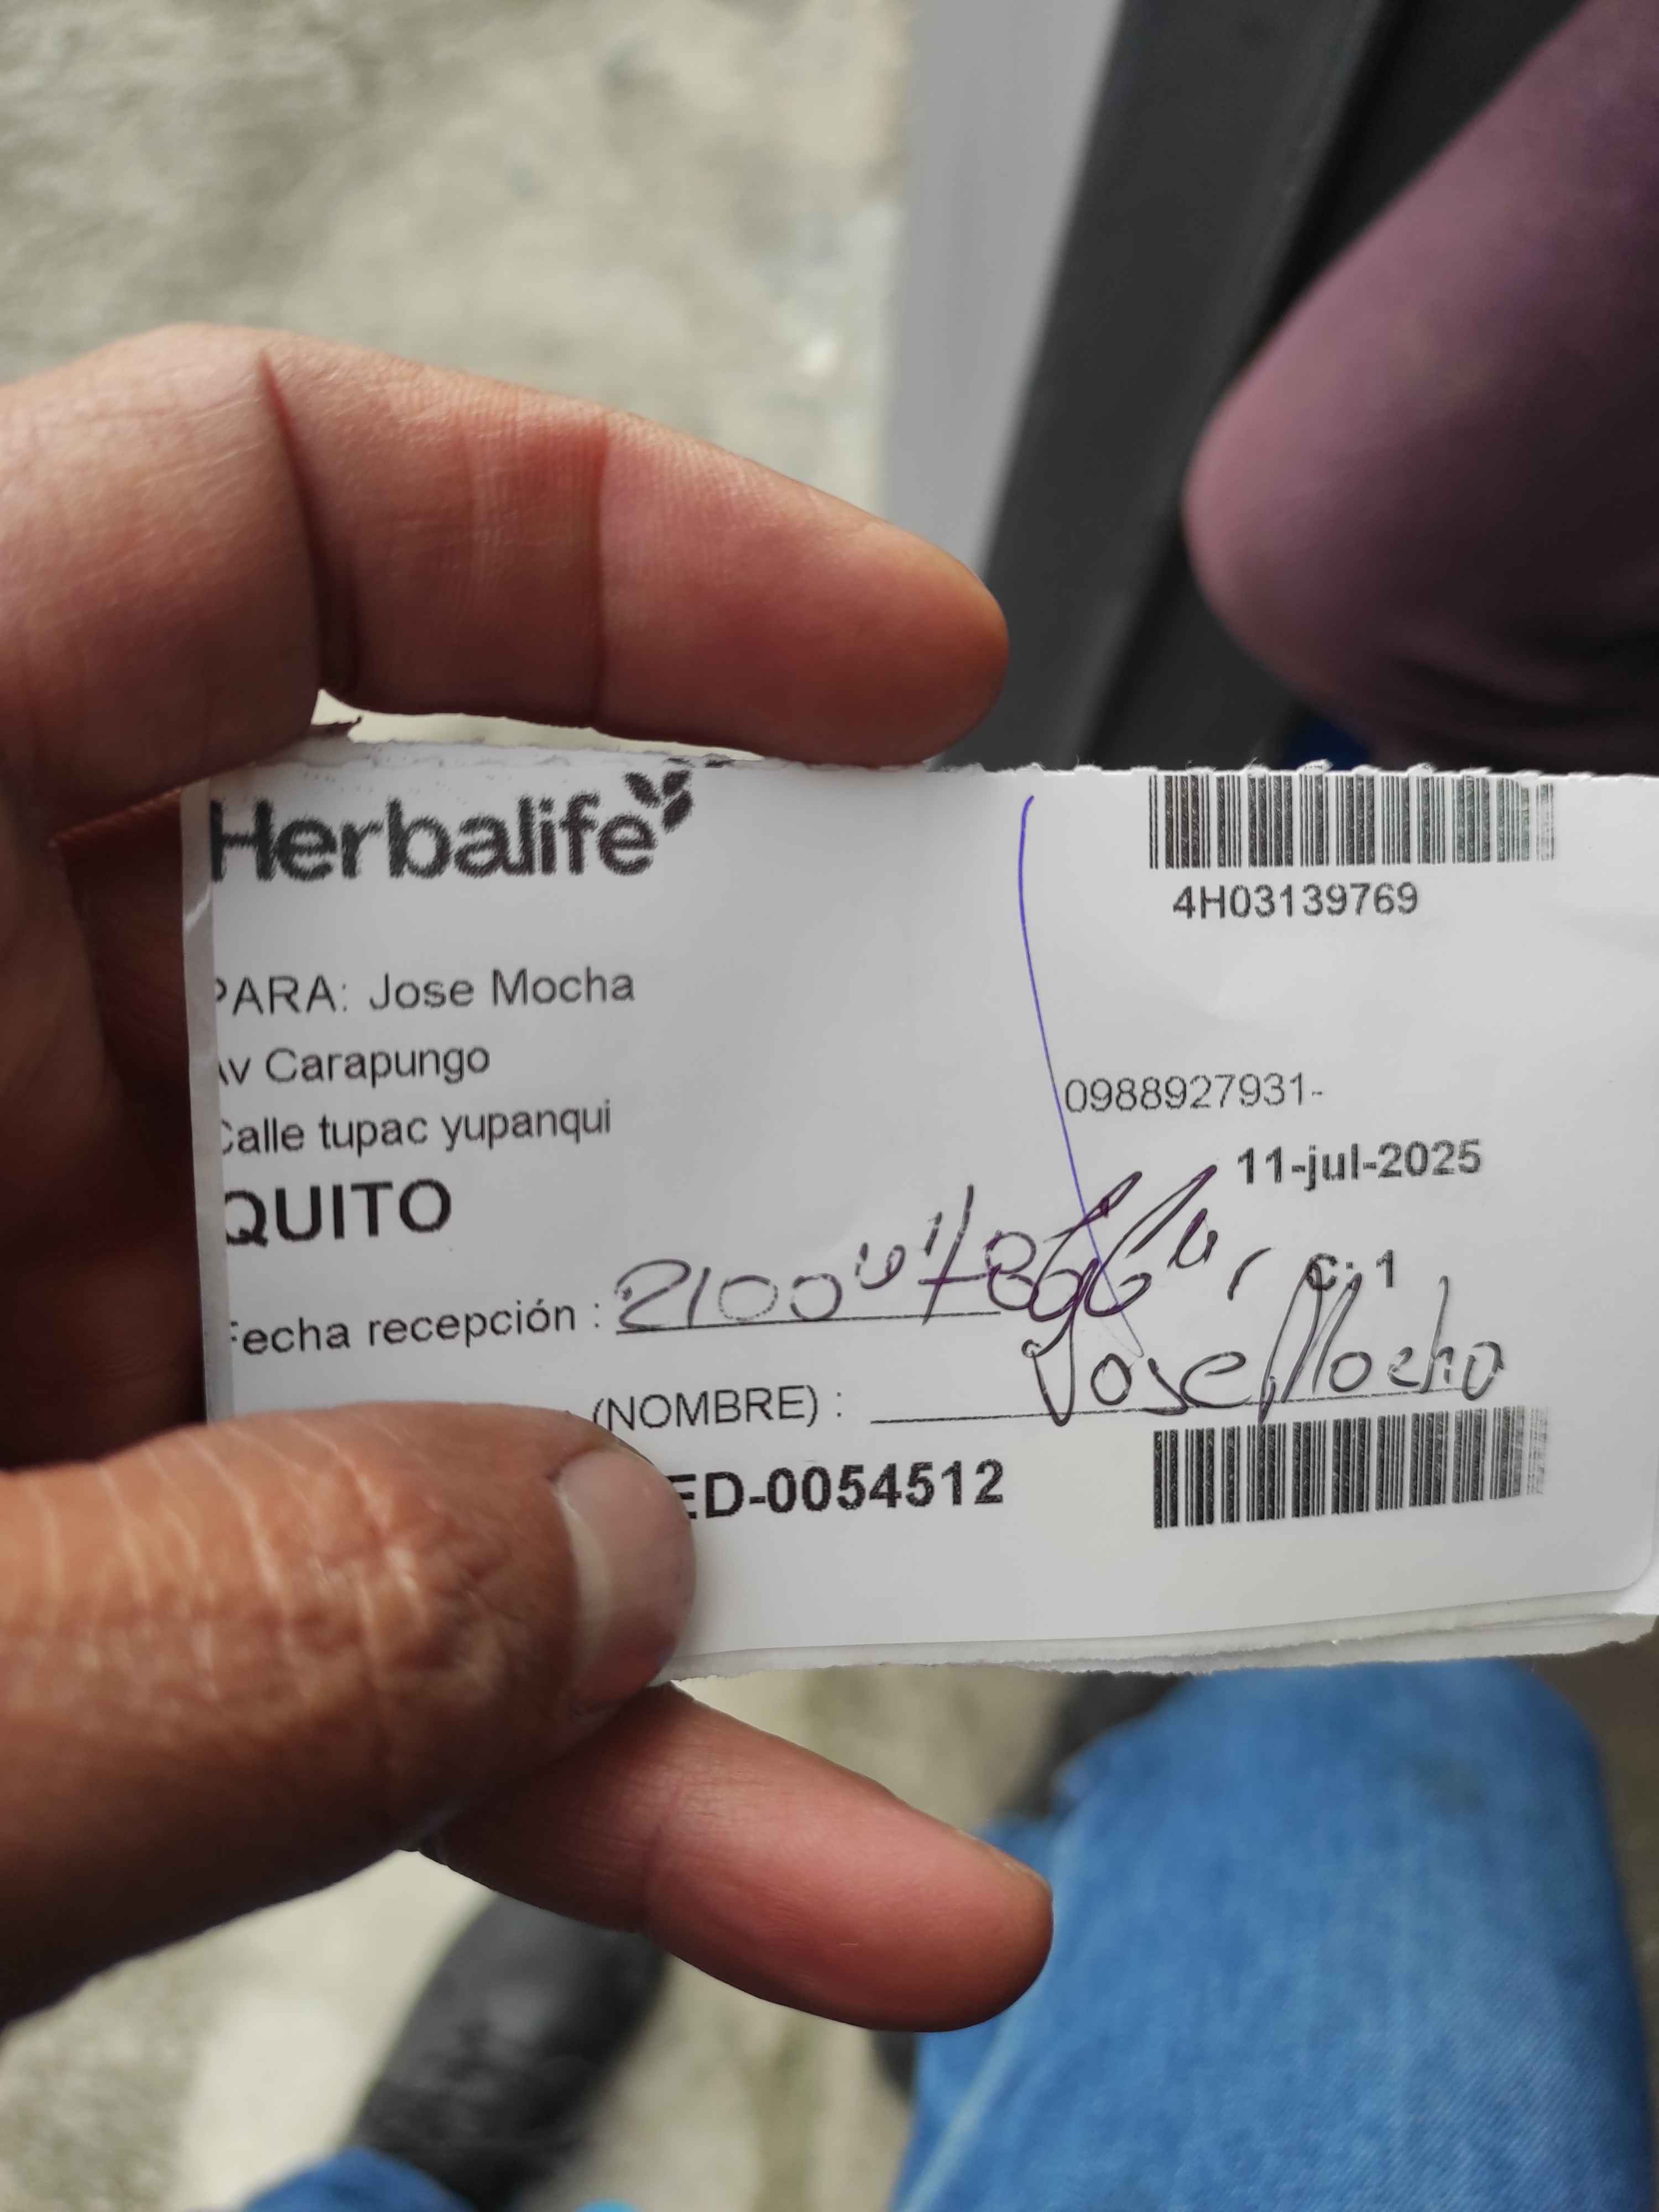 Herbalife
4H03139769
PARA: Jose Mocha
Av Carapungo
0988927931-
Calle tupac yupanqui
11-jul-2025
QUITO
C: 1
Fecha recepción :
(NOMBRE) : Jose Mocha
ED-0054512